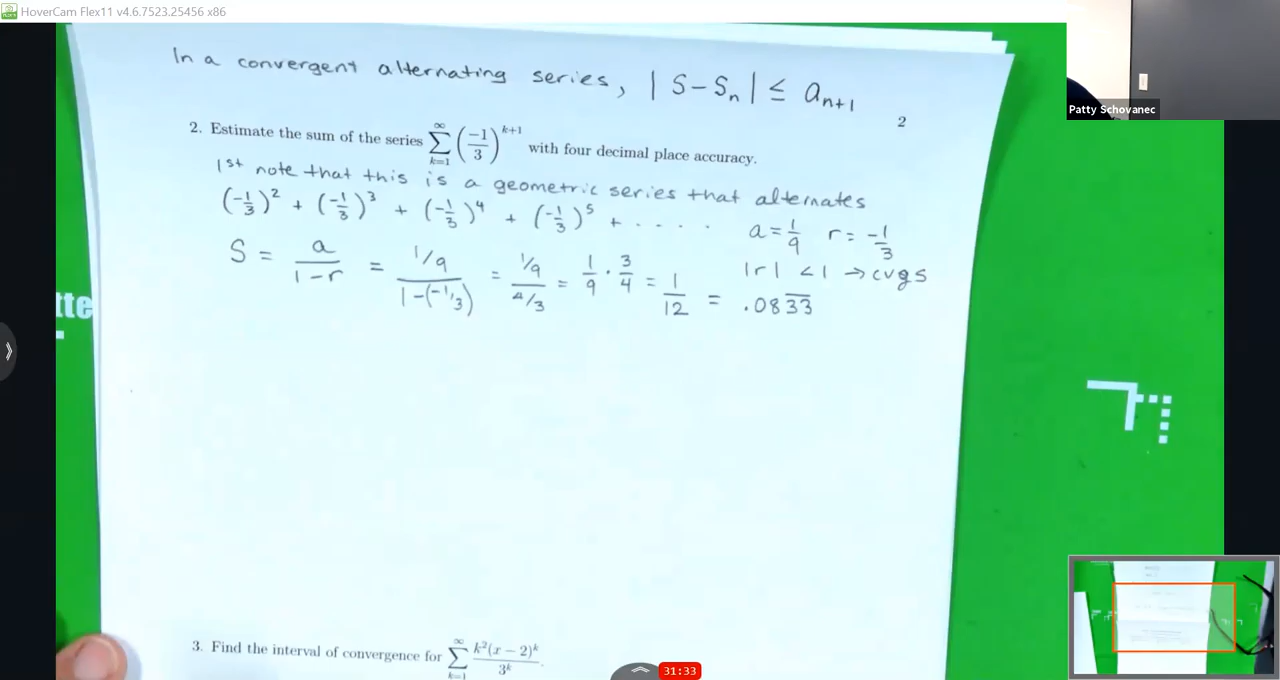 HoverCam Flex11 v4.6.7523.25456 x86
In a convergent alternating series, |S-Sₙ| ≤ aₙ₊₁
Patty Schovanec
2
2. Estimate the sum of the series ∑_{k=1}^{∞} (-1/3)^{k+1} with four decimal place accuracy.
1st note that this is a geometric series that alternates
(-1/3)² + (-1/3)³ + (-1/3)⁴ + (-1/3)⁵ + . . . . . a = 1/9 r = -1/3
|r| < 1 → cvgs
S = a/(1-r) = (1/9)/(1-(-1/3)) = (1/9)/(4/3) = 1/9 · 3/4 = 1/12 = .083̅3̅
tte
3. Find the interval of convergence for ∑_{k=1}^{∞} k²(x-2)^k/3^k.
31:33